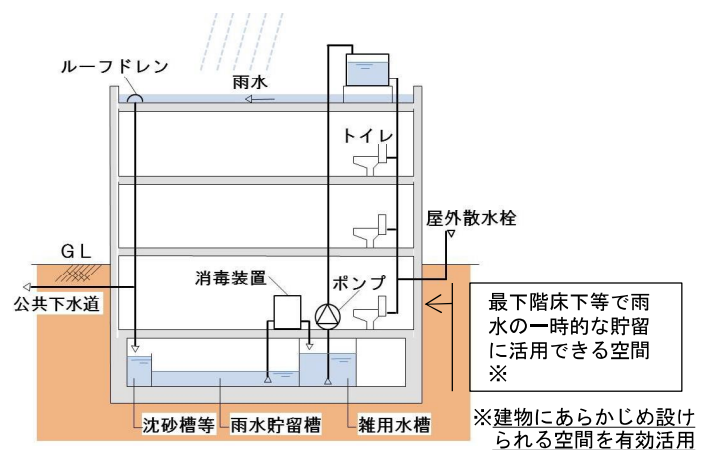 ルーフドレン
雨水
トイレ
屋外散水栓
GL
消毒装置
ポンプ
公共下水道
最下階床下等で雨
水の一時的な貯留
に活用できる空間
※
沈砂槽等
雨水貯留槽
雑用水槽
※建物にあらかじめ設け
られる空間を有効活用